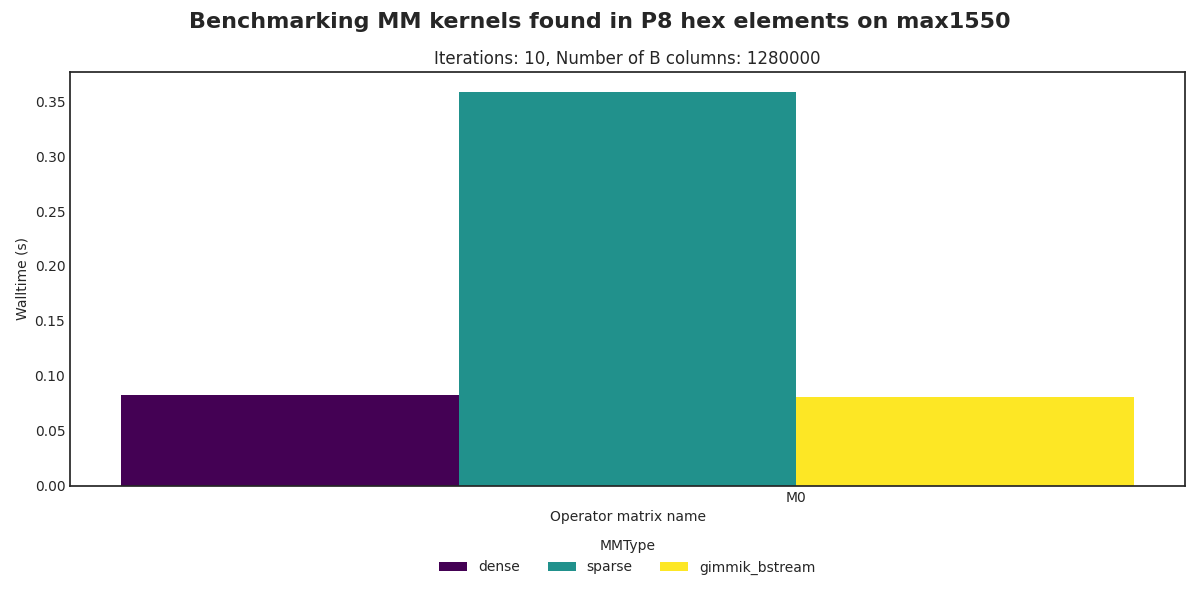 Benchmarking MM kernels found in P8 hex elements on max1550
Iterations: 10, Number of B columns: 1280000
Walltime (s)
0.35
0.30
0.25
0.20
0.15
0.10
0.05
0.00
M0
Operator matrix name
MMType
dense sparse gimmik_bstream